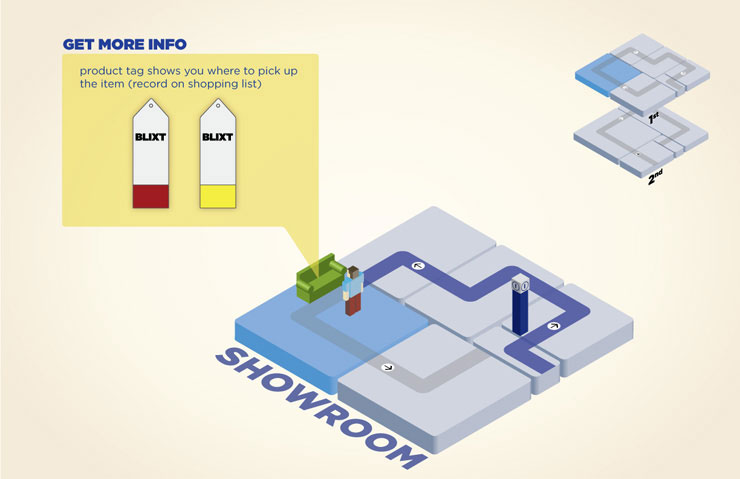 GET MORE INFO
product tag shows you where to pick up
the item (record on shopping list)
BLIXT BLIXT
1st
2nd
SHOWROOM